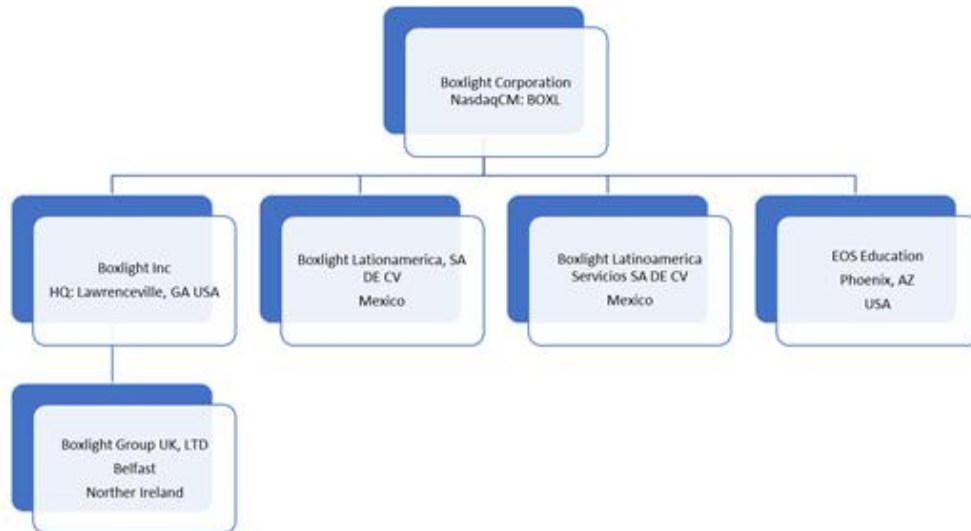 Boxlight Corporation
NasdaqCM: BOXL
Boxlight Inc
HQ: Lawrenceville, GA USA
Boxlight Lationamerica, SA
DE CV
Mexico
Boxlight Latinoamerica
Servicios SA DE CV
Mexico
EOS Education
Phoenix, AZ
USA
Boxlight Group UK, LTD
Belfast
Norther Ireland